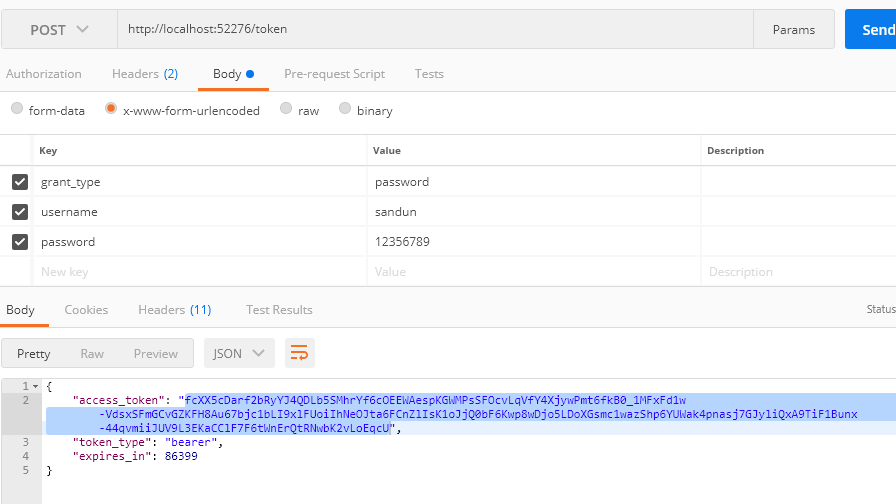 POST http://localhost:52276/token Params Send
Authorization Headers (2) Body Pre-request Script Tests
form-data x-www-form-urlencoded raw binary
Key Value Description
grant_type password
username sandun
password 12356789
New key Value Description
Body Cookies Headers (11) Test Results Status
Pretty Raw Preview JSON
1 {
2 "access_token": "fcXX5cDarf2bRyYJ4QDLb5SMhrYf6cOEEWAespKGWMPsSFOcvLqVfY4XjywPmt6fkB0_1MFxFd1w
-VdsxSFmGCvGZKFH8Au67bjc1bLI9xlFUoiIhNeOJta6FCnZlIsK1oJjQ0bF6Kwp8wDjo5LDoXGsmc1wazShp6YUWak4pnasj7GJyliQxA9TiF1Bunx
-44qvmiiJUV9L3EKaCClF7F6tWnErQtRNwbK2vLoEqcU",
3 "token_type": "bearer",
4 "expires_in": 86399
5 }